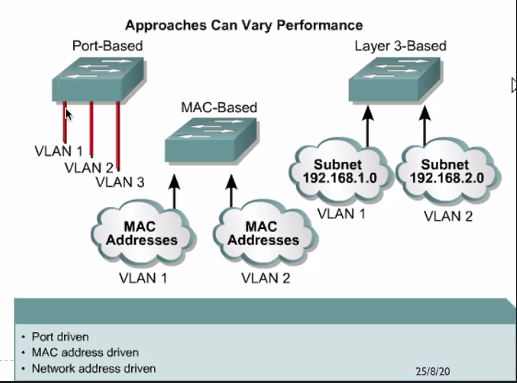 Approaches Can Vary Performance
Port-Based
VLAN 1
VLAN 2
VLAN 3
MAC-Based
MAC
Addresses
VLAN 1
MAC
Addresses
VLAN 2
Layer 3-Based
Subnet
192.168.1.0
VLAN 1
Subnet
192.168.2.0
VLAN 2
• Port driven
• MAC address driven
• Network address driven
25/8/20